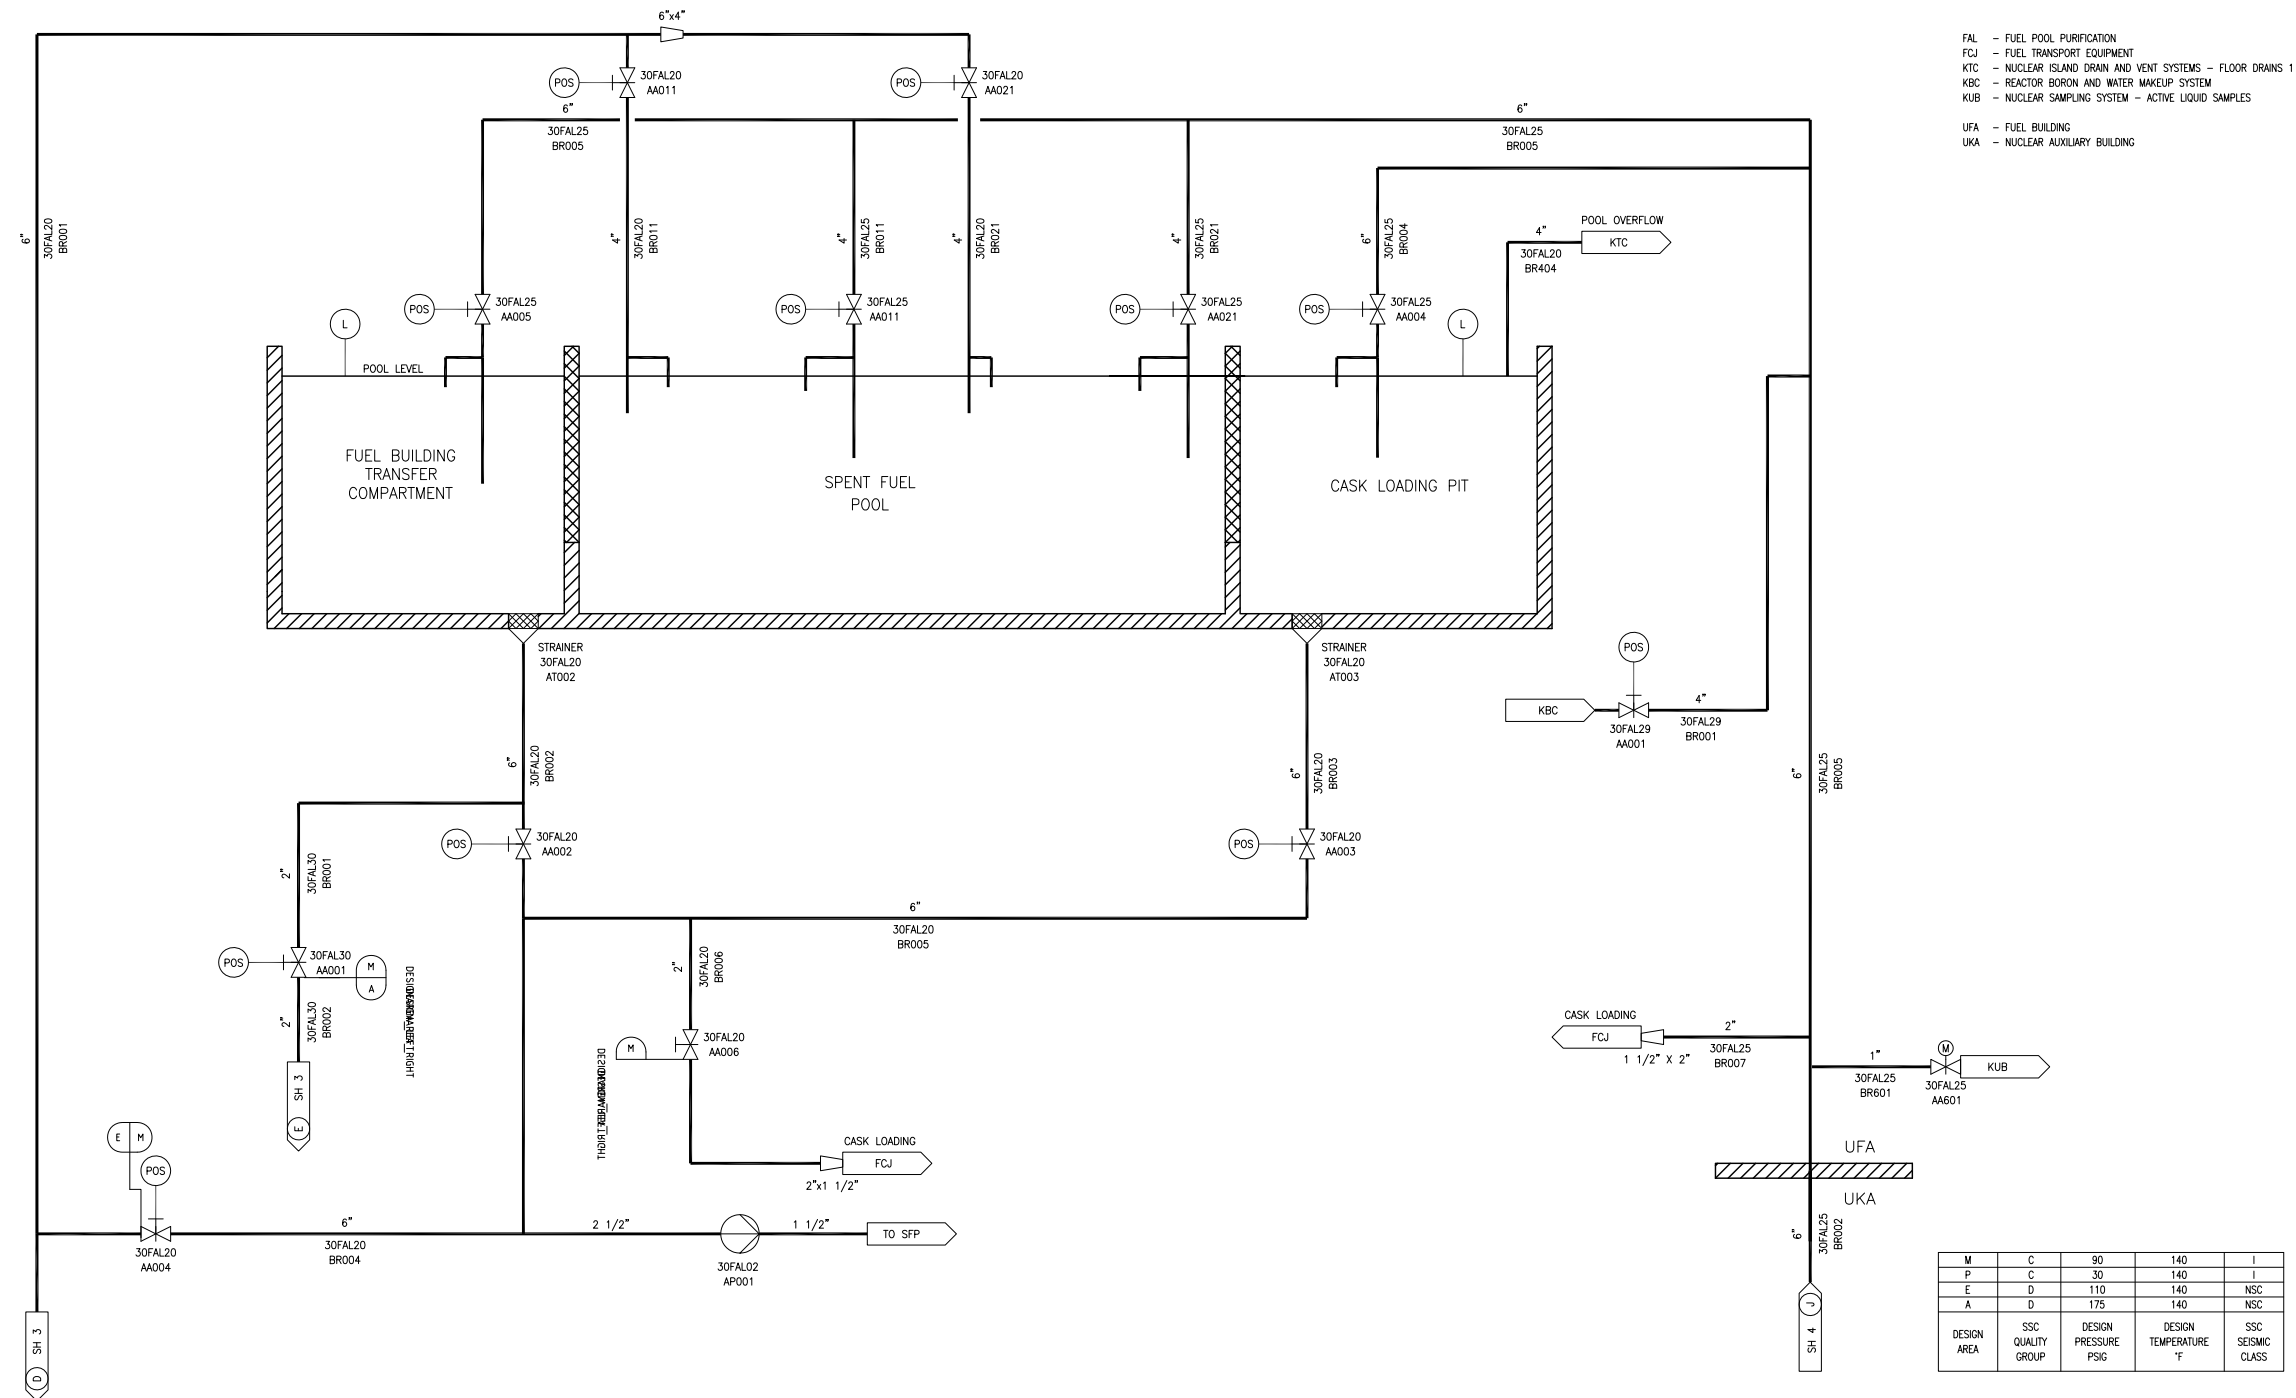 6"x4"
FAL – FUEL POOL PURIFICATION
FCJ – FUEL TRANSPORT EQUIPMENT
KTC – NUCLEAR ISLAND DRAIN AND VENT SYSTEMS – FLOOR DRAINS 1
KBC – REACTOR BORON AND WATER MAKEUP SYSTEM
KUB – NUCLEAR SAMPLING SYSTEM – ACTIVE LIQUID SAMPLES
UFA – FUEL BUILDING
UKA – NUCLEAR AUXILIARY BUILDING
POS
30FAL20
AA011
POS
30FAL20
AA021
6"
30FAL25
BR005
6"
30FAL25
BR005
6"
30FAL20
BR001
4"
30FAL20
BR011
4"
30FAL25
BR011
4"
30FAL20
BR021
4"
30FAL25
BR021
6"
30FAL25
BR004
POOL OVERFLOW
4"
KTC
30FAL20
BR404
POS
30FAL25
AA005
POS
30FAL25
AA011
POS
30FAL25
AA021
POS
30FAL25
AA004
L
L
POOL LEVEL
FUEL BUILDING
TRANSFER
COMPARTMENT
SPENT FUEL
POOL
CASK LOADING PIT
STRAINER
30FAL20
AT002
STRAINER
30FAL20
AT003
POS
KBC
4"
30FAL29
AA001
30FAL29
BR001
6"
30FAL20
BR002
6"
30FAL20
BR003
6"
30FAL25
BR005
POS
30FAL20
AA002
POS
30FAL20
AA003
2"
30FAL30
BR001
6"
30FAL20
BR005
POS
30FAL30
AA001
M
A
2"
30FAL30
BR002
2"
30FAL20
BR006
M
30FAL20
AA006
SH 3
E
CASK LOADING
FCJ
2"
1 1/2" X 2"
30FAL25
BR007
1"
M
KUB
30FAL25
BR601
30FAL25
AA601
E M
POS
CASK LOADING
FCJ
2"x1 1/2"
UFA
UKA
6"
30FAL20
AA004
30FAL20
BR004
2 1/2"
1 1/2"
TO SFP
30FAL02
AP001
6"
30FAL25
BR002
SH 3
D
J
SH 4
M C 90 140 I
P C 30 140 I
E D 110 140 NSC
A D 175 140 NSC
DESIGN
AREA
SSC
QUALITY
GROUP
DESIGN
PRESSURE
PSIG
DESIGN
TEMPERATURE
°F
SSC
SEISMIC
CLASS